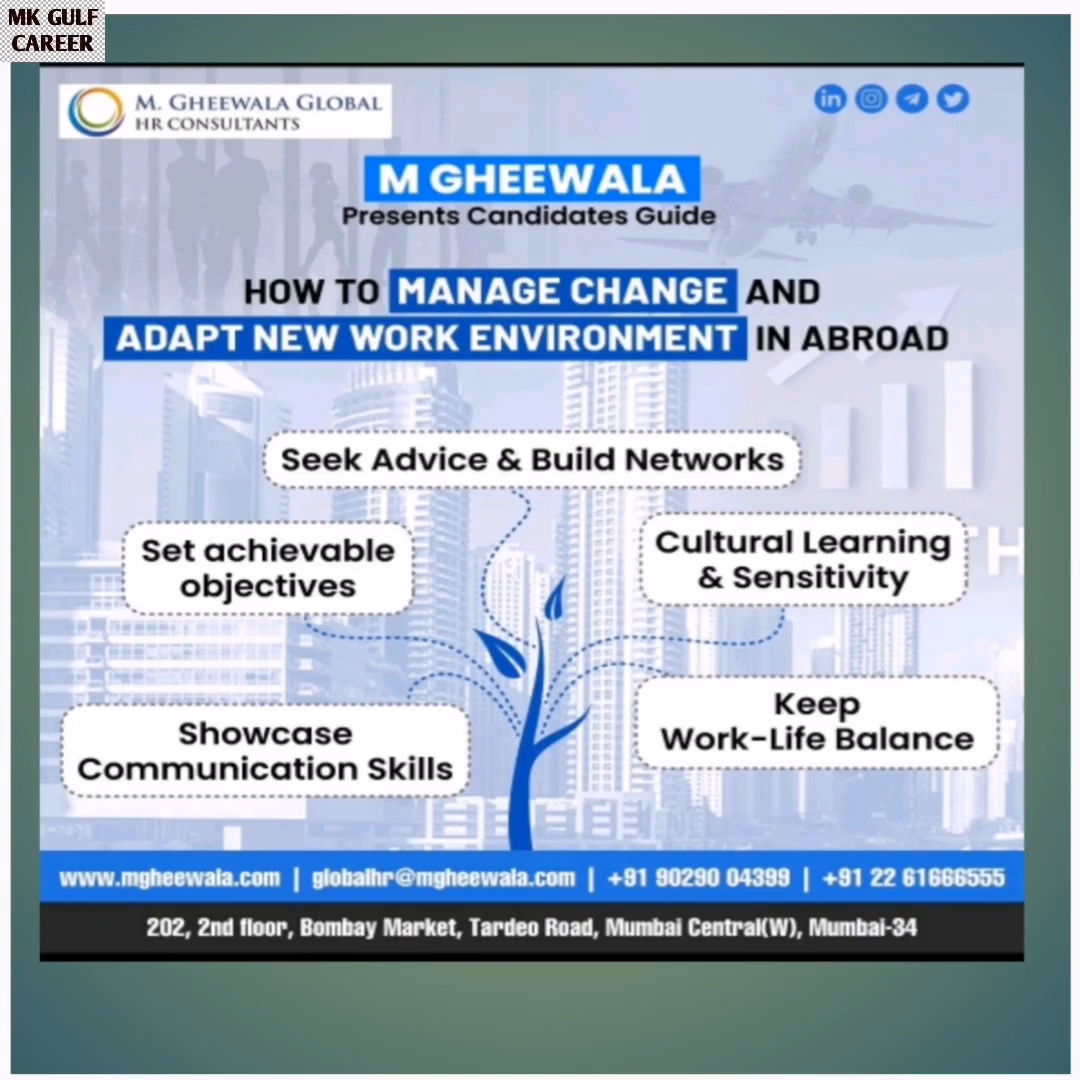 MK GULF
CAREER
M. GHEEWALA GLOBAL
HR CONSULTANTS
in
M GHEEWALA
Presents Candidates Guide
HOW TO MANAGE CHANGE AND
ADAPT NEW WORK ENVIRONMENT IN ABROAD
Seek Advice & Build Networks
Set achievable
objectives
Cultural Learning
& Sensitivity
Showcase
Communication Skills
Keep
Work-Life Balance
www.mgheewala.com | globalhr@mgheewala.com | +91 90290 04399 | +91 22 61666555
202, 2nd floor, Bombay Market, Tardeo Road, Mumbai Central(W), Mumbai-34